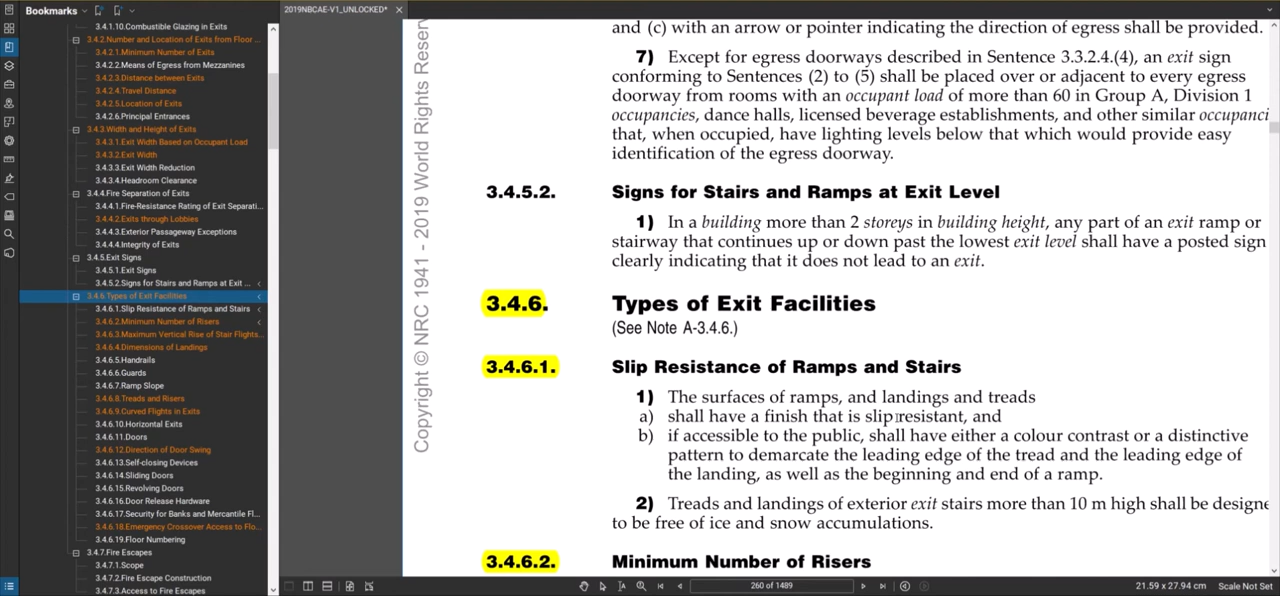 Bookmarks
2019NBCAE-V1_UNLOCKED*
3.4.1.10.Combustible Glazing in Exits
3.4.2.Number and Location of Exits from Floor ...
3.4.2.1.Minimum Number of Exits
3.4.2.2.Means of Egress from Mezzanines
3.4.2.3.Distance between Exits
3.4.2.4.Travel Distance
3.4.2.5.Location of Exits
3.4.2.6.Principal Entrances
3.4.3.Width and Height of Exits
3.4.3.1.Exit Width Based on Occupant Load
3.4.3.2.Exit Width
3.4.3.3.Exit Width Reduction
3.4.3.4.Headroom Clearance
3.4.4.Fire Separation of Exits
3.4.4.1.Fire-Resistance Rating of Exit Separati...
3.4.4.2.Exits through Lobbies
3.4.4.3.Exterior Passageway Exceptions
3.4.4.4.Integrity of Exits
3.4.5.Exit Signs
3.4.5.1.Exit Signs
3.4.5.2.Signs for Stairs and Ramps at Exit ...
3.4.6.Types of Exit Facilities
3.4.6.1.Slip Resistance of Ramps and Stairs
3.4.6.2.Minimum Number of Risers
3.4.6.3.Maximum Vertical Rise of Stair Flights...
3.4.6.4.Dimensions of Landings
3.4.6.5.Handrails
3.4.6.6.Guards
3.4.6.7.Ramp Slope
3.4.6.8.Treads and Risers
3.4.6.9.Curved Flights in Exits
3.4.6.10.Horizontal Exits
3.4.6.11.Doors
3.4.6.12.Direction of Door Swing
3.4.6.13.Self-closing Devices
3.4.6.14.Sliding Doors
3.4.6.15.Revolving Doors
3.4.6.16.Door Release Hardware
3.4.6.17.Security for Banks and Mercantile Fl...
3.4.6.18.Emergency Crossover Access to Flo...
3.4.6.19.Floor Numbering
3.4.7.Fire Escapes
3.4.7.1.Scope
3.4.7.2.Fire Escape Construction
3.4.7.3.Access to Fire Escapes
Copyright © NRC 1941 - 2019 World Rights Reser
and (c) with an arrow or pointer indicating the direction of egress shall be provided.
7) Except for egress doorways described in Sentence 3.3.2.4.(4), an exit sign
conforming to Sentences (2) to (5) shall be placed over or adjacent to every egress
doorway from rooms with an occupant load of more than 60 in Group A, Division 1
occupancies, dance halls, licensed beverage establishments, and other similar occupanci
that, when occupied, have lighting levels below that which would provide easy
identification of the egress doorway.
3.4.5.2. Signs for Stairs and Ramps at Exit Level
1) In a building more than 2 storeys in building height, any part of an exit ramp or
stairway that continues up or down past the lowest exit level shall have a posted sign
clearly indicating that it does not lead to an exit.
3.4.6. Types of Exit Facilities
(See Note A-3.4.6.)
3.4.6.1. Slip Resistance of Ramps and Stairs
1) The surfaces of ramps, and landings and treads
a) shall have a finish that is slip resistant, and
b) if accessible to the public, shall have either a colour contrast or a distinctive
pattern to demarcate the leading edge of the tread and the leading edge of
the landing, as well as the beginning and end of a ramp.
2) Treads and landings of exterior exit stairs more than 10 m high shall be designe
to be free of ice and snow accumulations.
3.4.6.2. Minimum Number of Risers
260 of 1489
21.59 x 27.94 cm
Scale Not Set